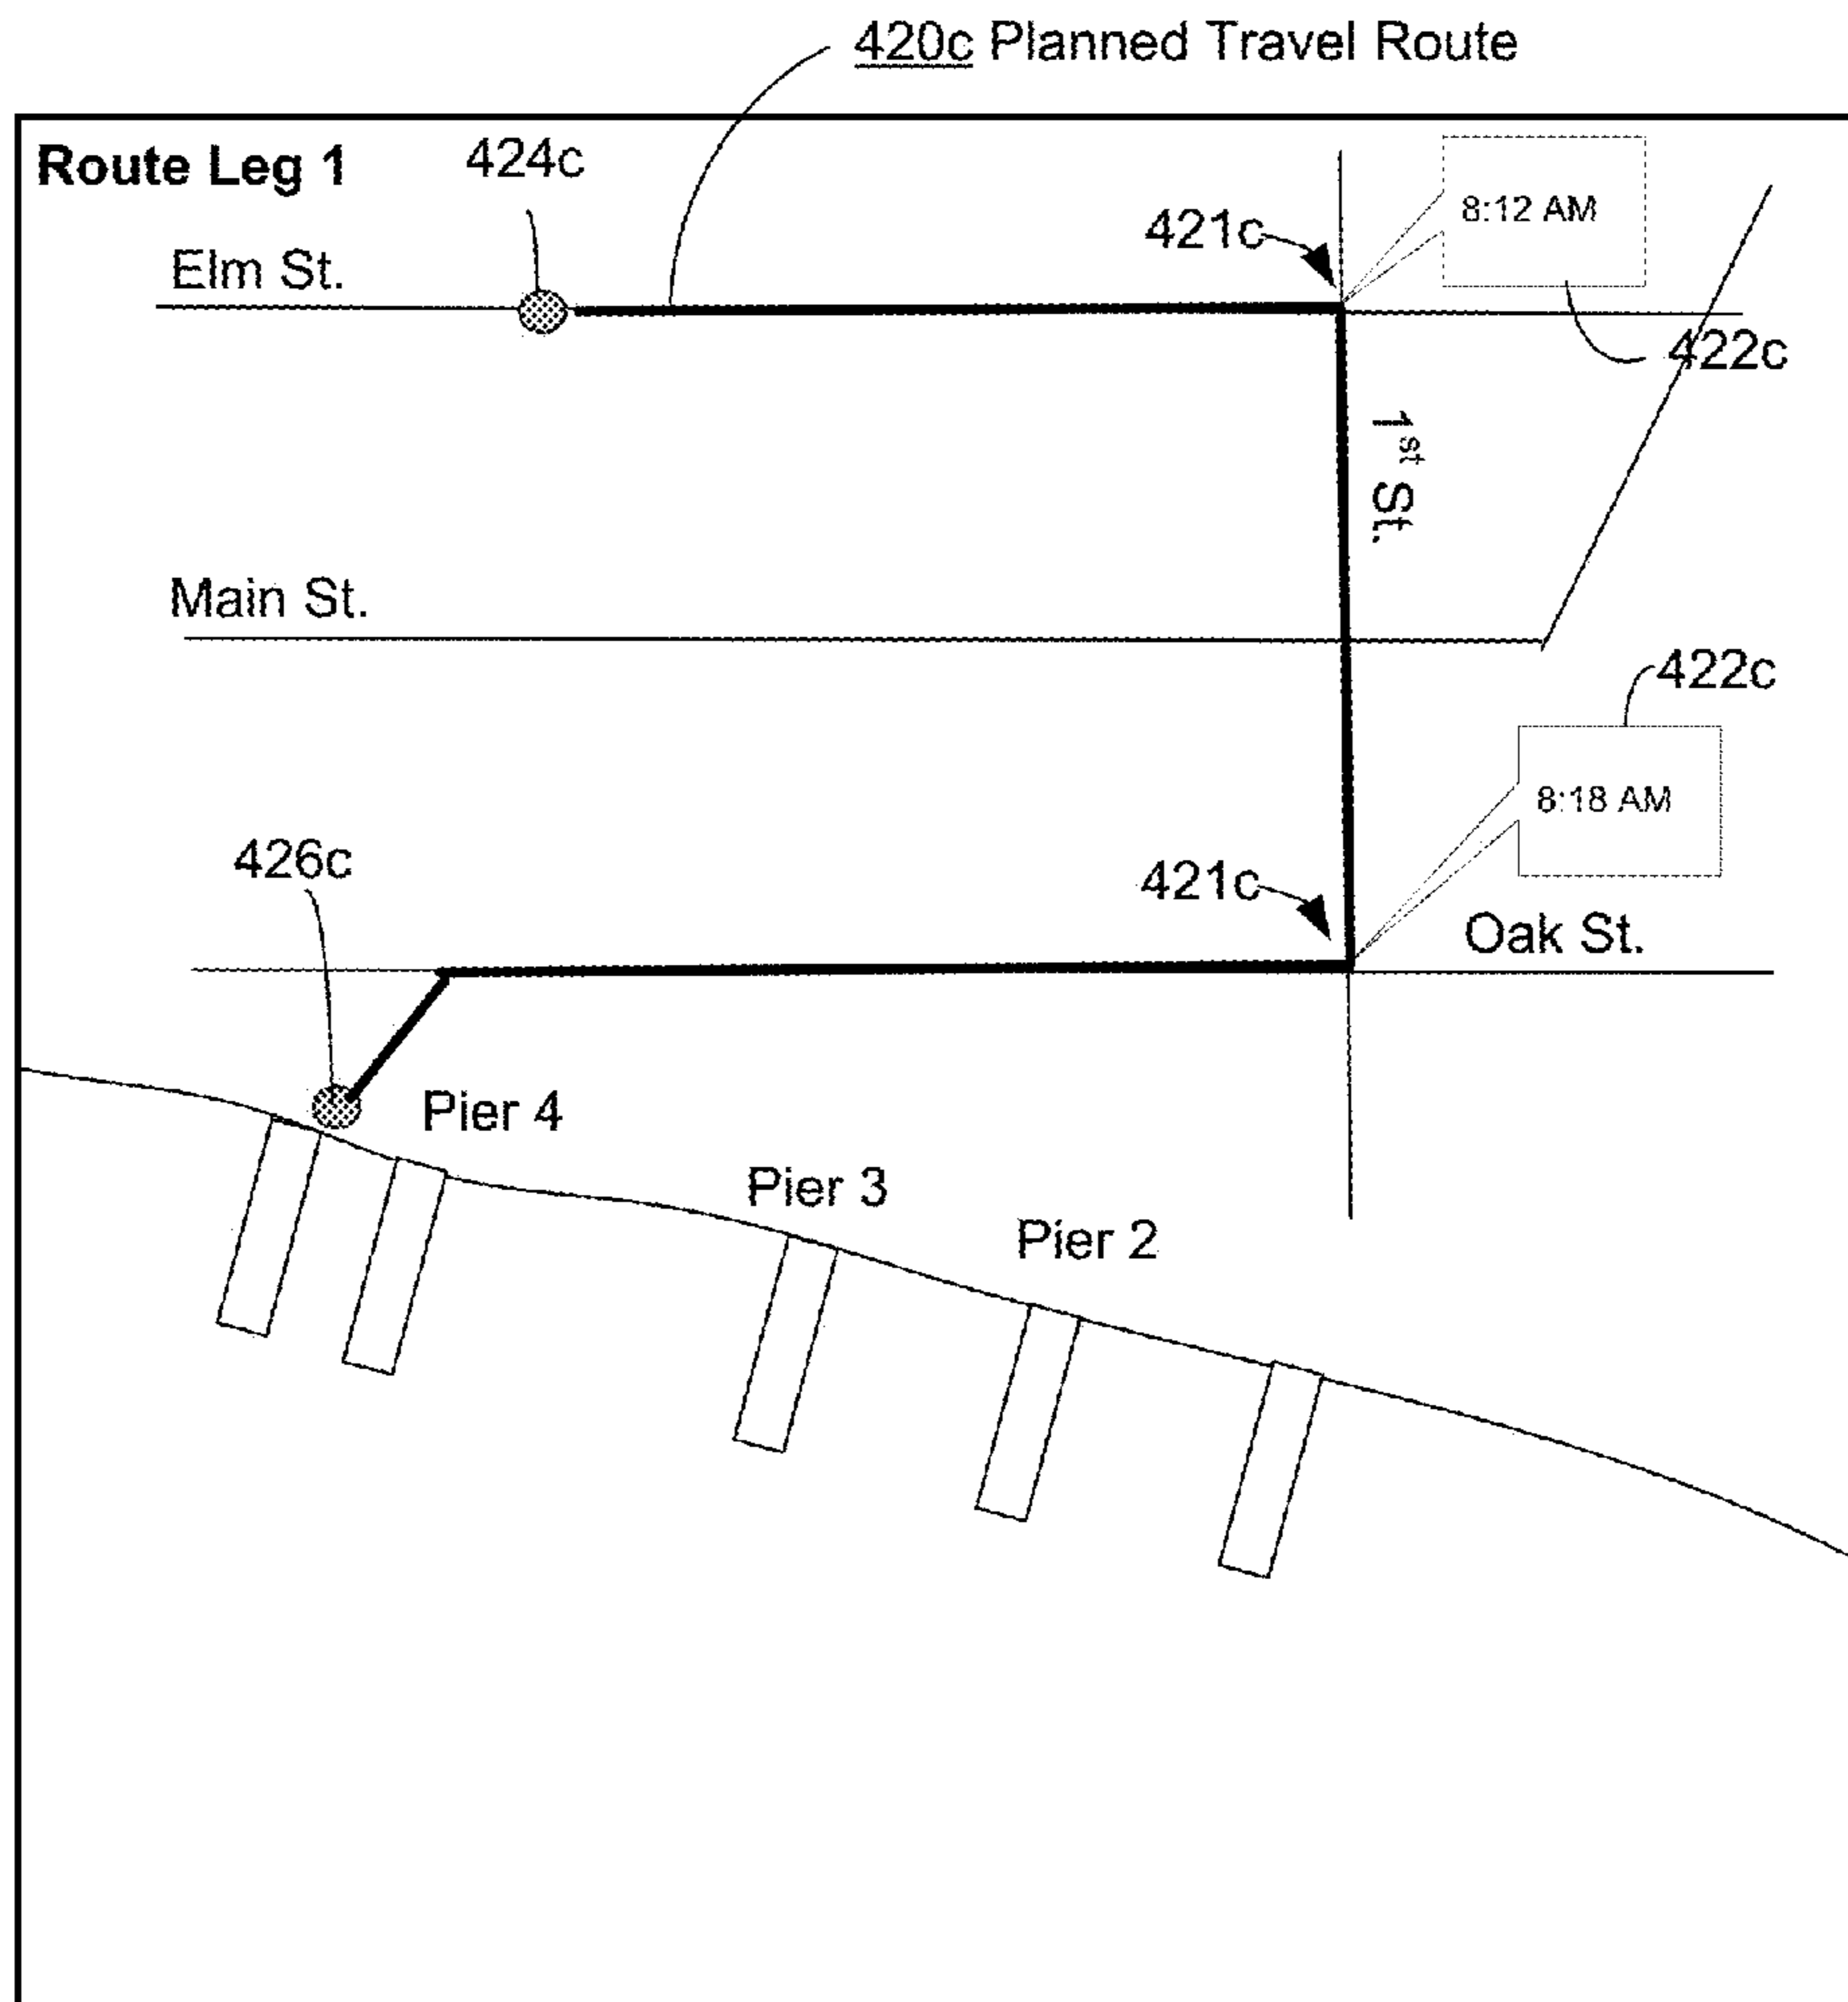 420c Planned Travel Route
Route Leg 1
424c
8:12 AM
421c
Elm St.
422c
1st St.
Main St.
422c
8:18 AM
426c
421c
Oak St.
Pier 4
Pier 3
Pier 2